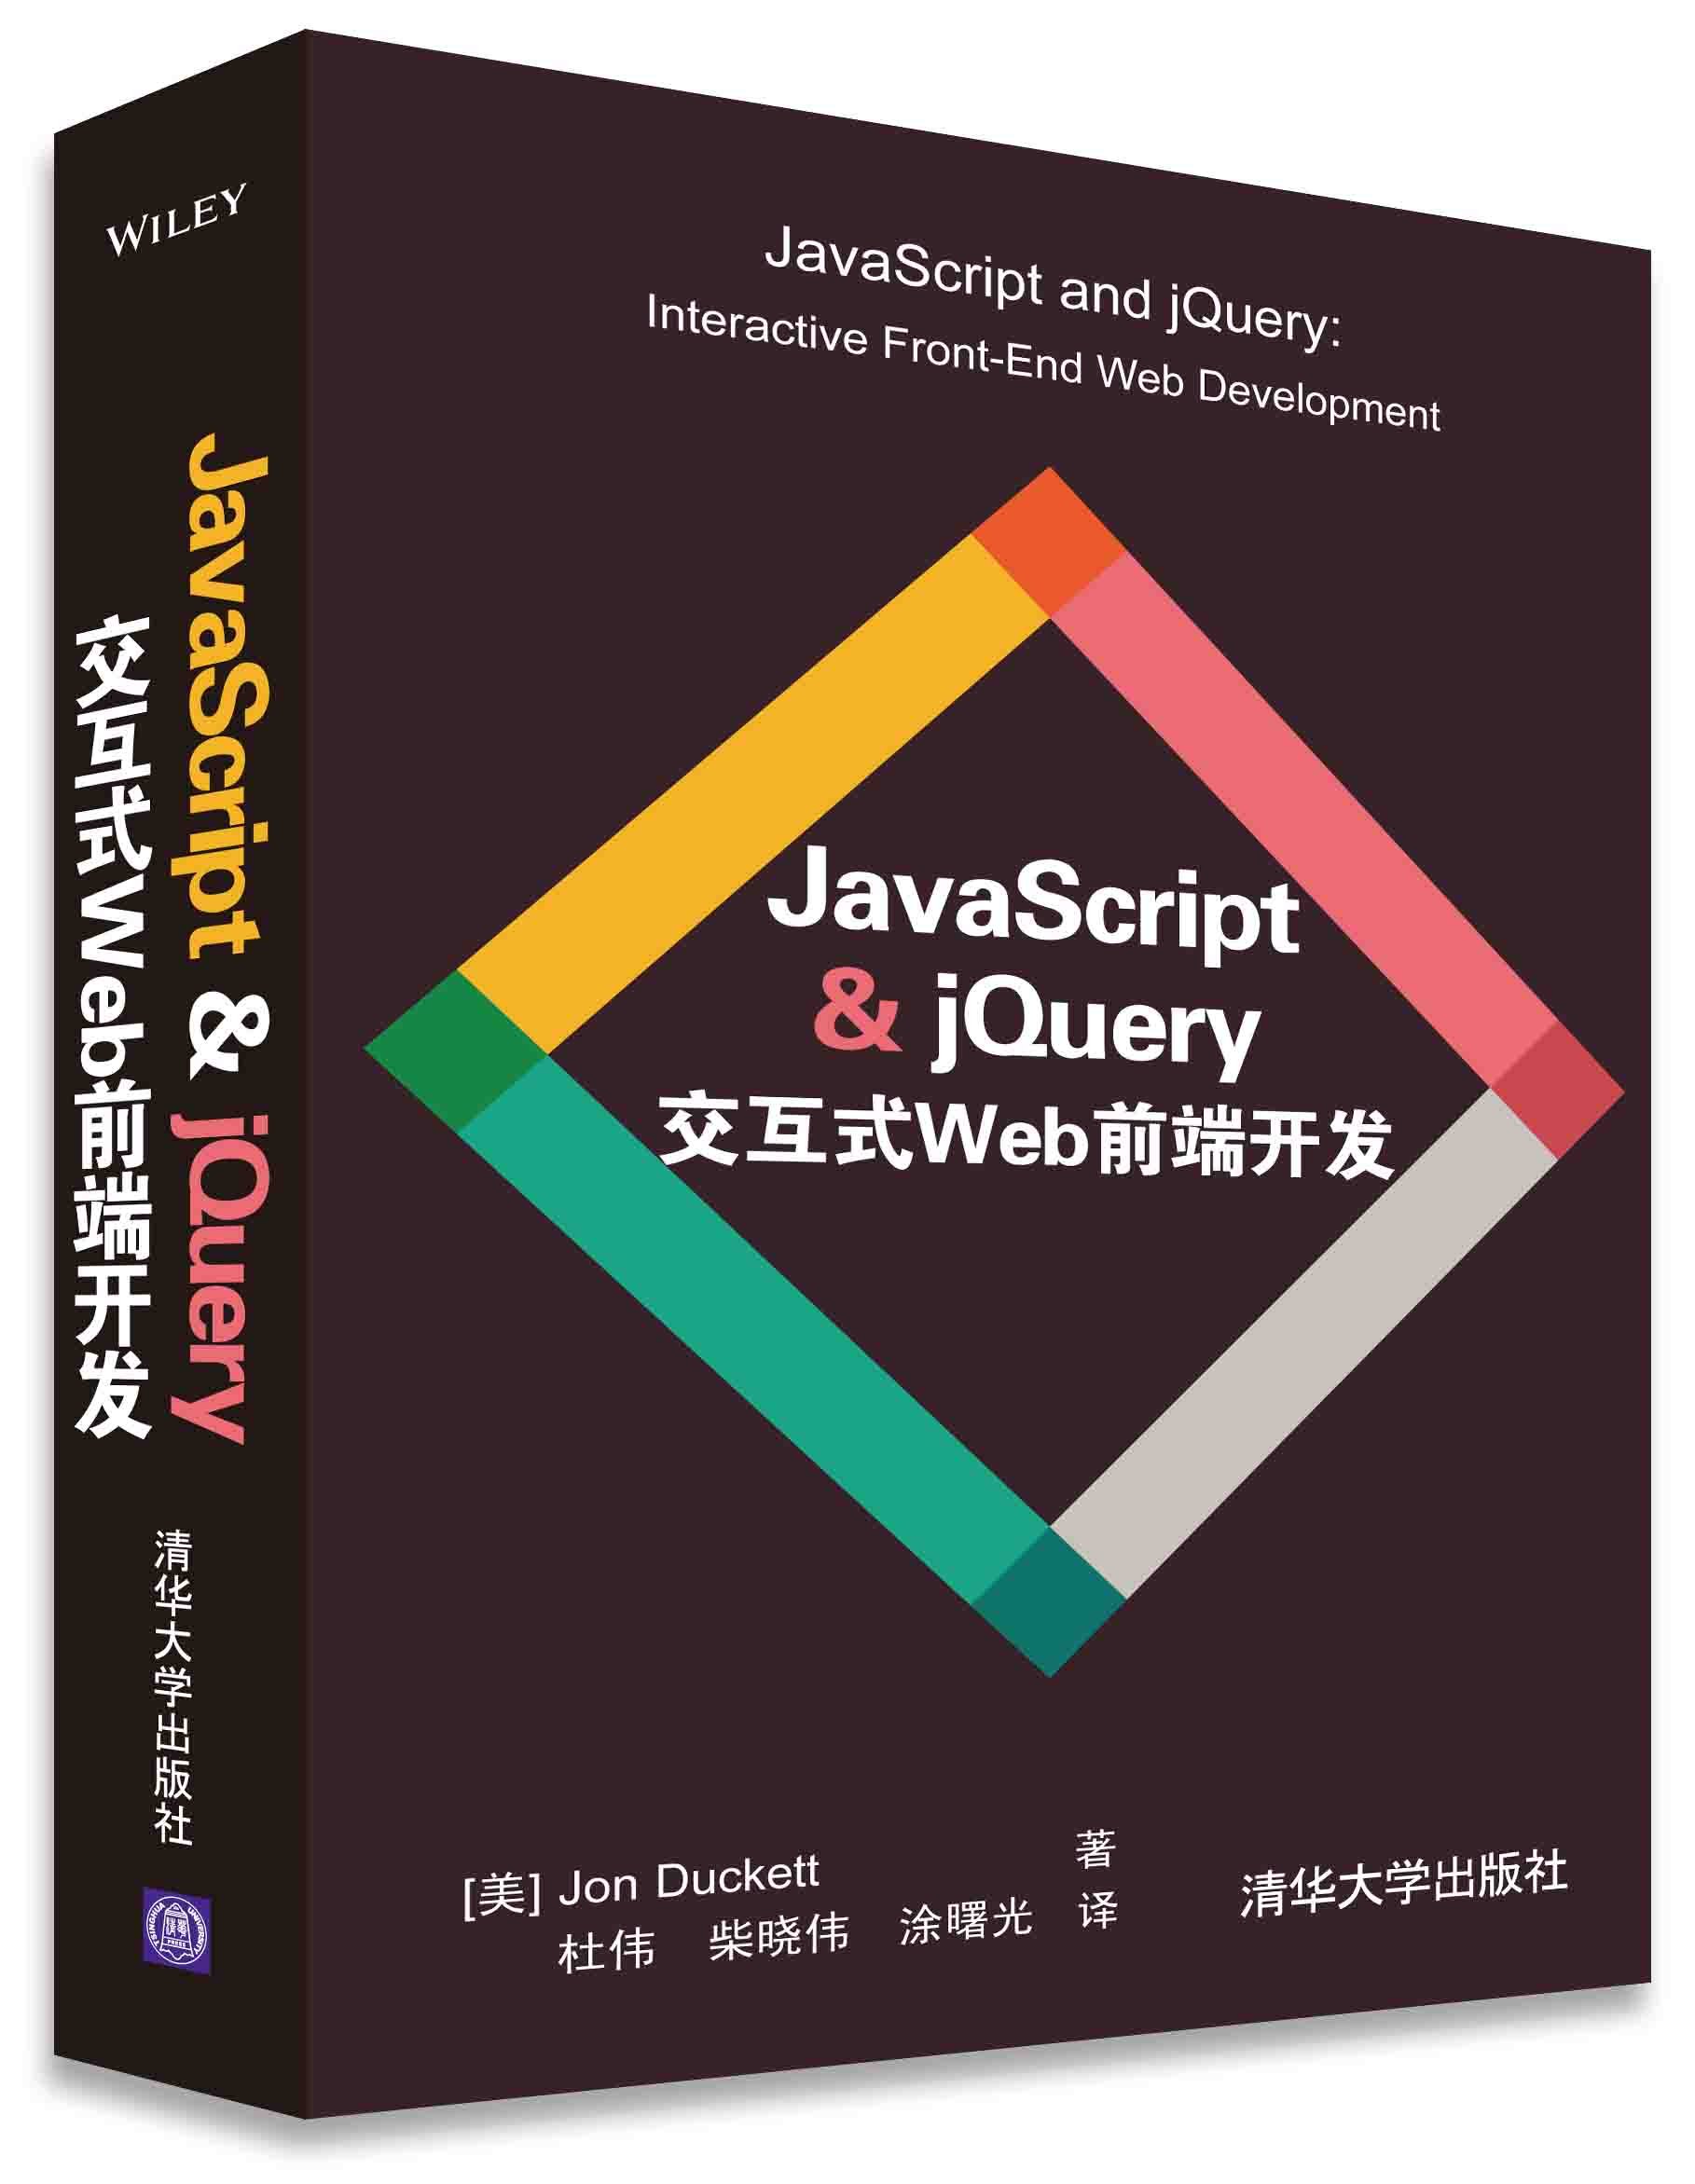 WILEY
JavaScript & jQuery
交互式Web前端开发
清华大学出版社
TSINGHUA UNIVERSITY
PRESS
JavaScript and jQuery:
Interactive Front-End Web Development
JavaScript
& jQuery
交互式Web前端开发
[美] Jon Duckett 著
杜伟 柴晓伟 涂曙光 译
清华大学出版社